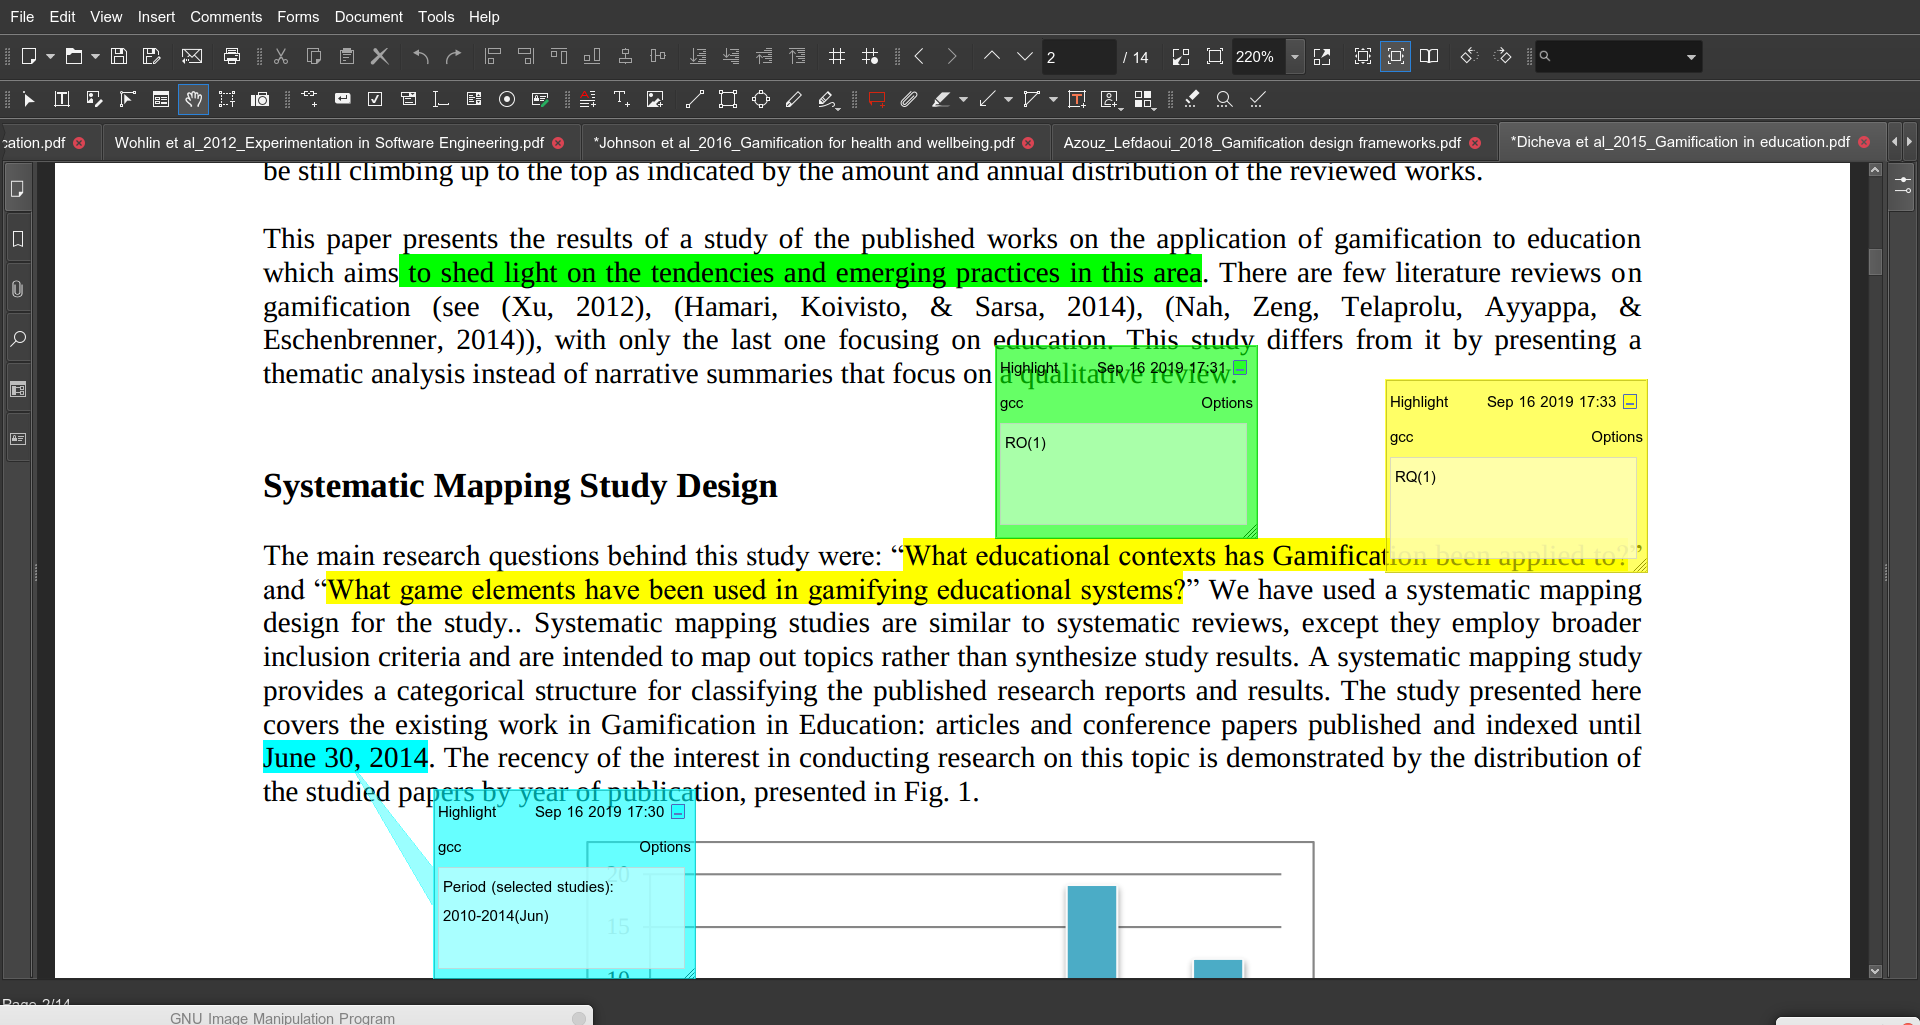 File Edit View Insert Comments Forms Document Tools Help
2 / 14 220%
cation.pdf Wohlin et al_2012_Experimentation in Software Engineering.pdf *Johnson et al_2016_Gamification for health and wellbeing.pdf Azouz_Lefdaoui_2018_Gamification design frameworks.pdf *Dicheva et al_2015_Gamification in education.pdf
be still climbing up to the top as indicated by the amount and annual distribution of the reviewed works.
This paper presents the results of a study of the published works on the application of gamification to education
which aims to shed light on the tendencies and emerging practices in this area. There are few literature reviews on
gamification (see (Xu, 2012), (Hamari, Koivisto, & Sarsa, 2014), (Nah, Zeng, Telaprolu, Ayyappa, &
Eschenbrenner, 2014)), with only the last one focusing on education. This study differs from it by presenting a
thematic analysis instead of narrative summaries that focus on a qualitative review.
Highlight Sep 16 2019 17:31
gcc Options
RO(1)
Highlight Sep 16 2019 17:33
gcc Options
RQ(1)
Systematic Mapping Study Design
The main research questions behind this study were: “What educational contexts has Gamification been applied to?”
and “What game elements have been used in gamifying educational systems?” We have used a systematic mapping
design for the study.. Systematic mapping studies are similar to systematic reviews, except they employ broader
inclusion criteria and are intended to map out topics rather than synthesize study results. A systematic mapping study
provides a categorical structure for classifying the published research reports and results. The study presented here
covers the existing work in Gamification in Education: articles and conference papers published and indexed until
June 30, 2014. The recency of the interest in conducting research on this topic is demonstrated by the distribution of
the studied papers by year of publication, presented in Fig. 1.
Highlight Sep 16 2019 17:30
gcc Options
Period (selected studies):
2010-2014(Jun)
20
15
10
Page 2/14
GNU Image Manipulation Program